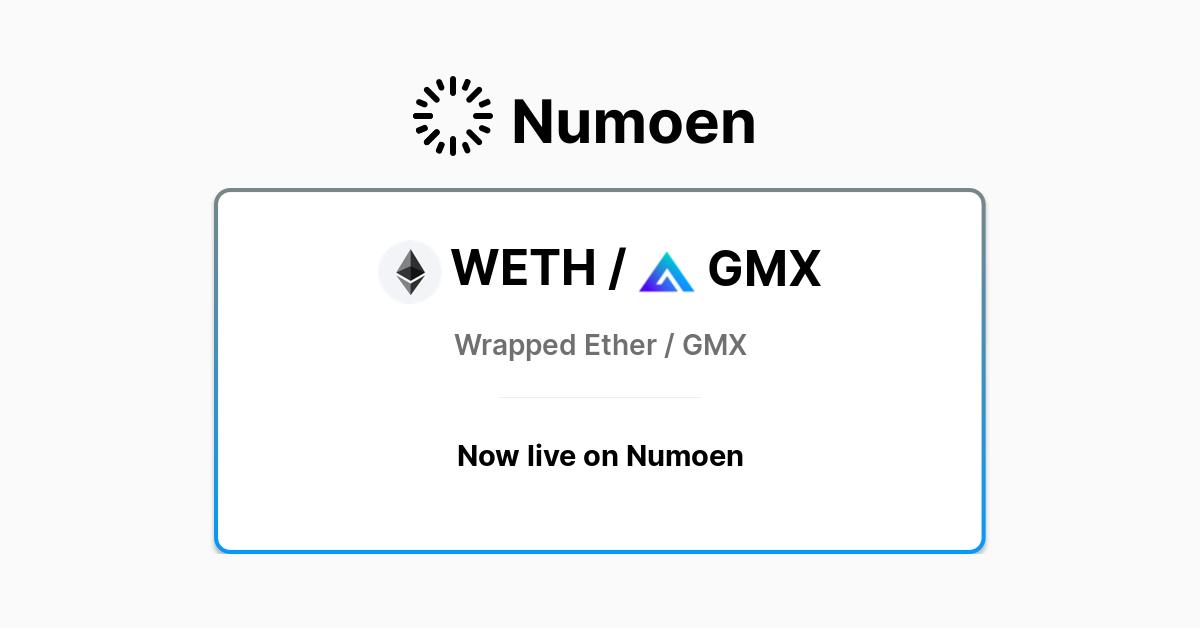 Numoen
WETH / GMX
Wrapped Ether / GMX
Now live on Numoen